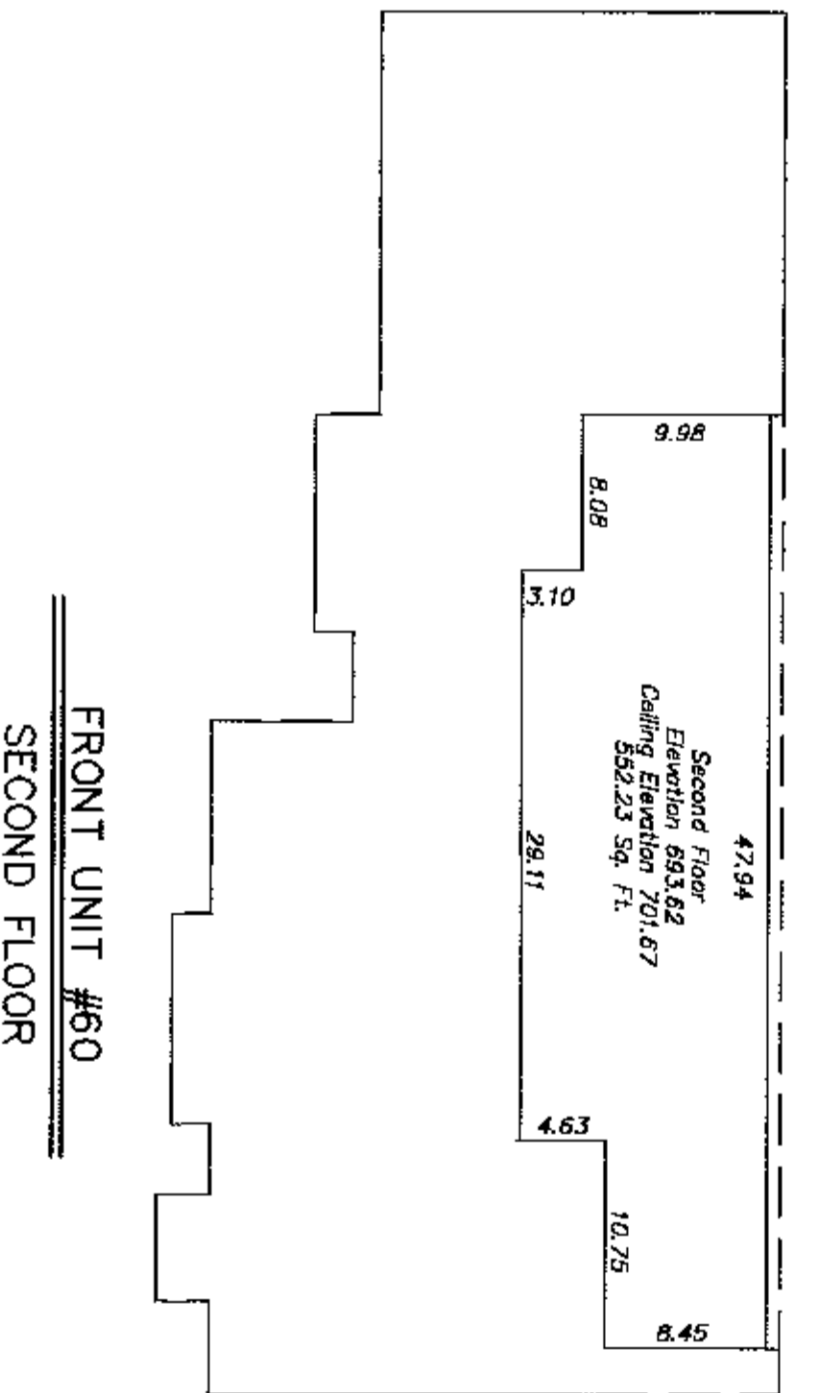 9.98
8.08
3.10
47.94
Second Floor
Elevation 693.62
Ceiling Elevation 701.67
552.23 Sq. Ft.
29.11
4.63
10.75
8.45
FRONT UNIT #60
SECOND FLOOR